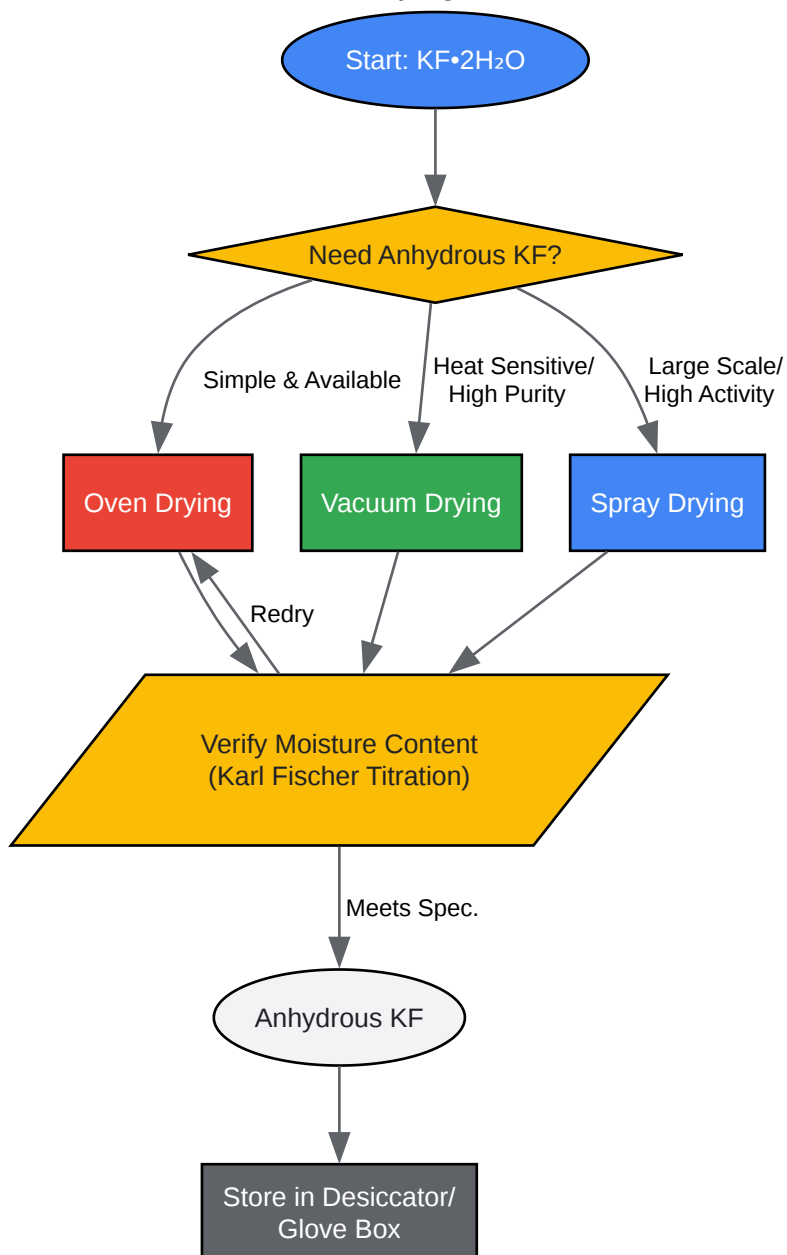 Start: KF•2H₂O
Need Anhydrous KF?
Simple & Available
Heat Sensitive/
High Purity
Large Scale/
High Activity
Oven Drying
Vacuum Drying
Spray Drying
Redry
Verify Moisture Content
(Karl Fischer Titration)
Meets Spec.
Anhydrous KF
Store in Desiccator/
Glove Box